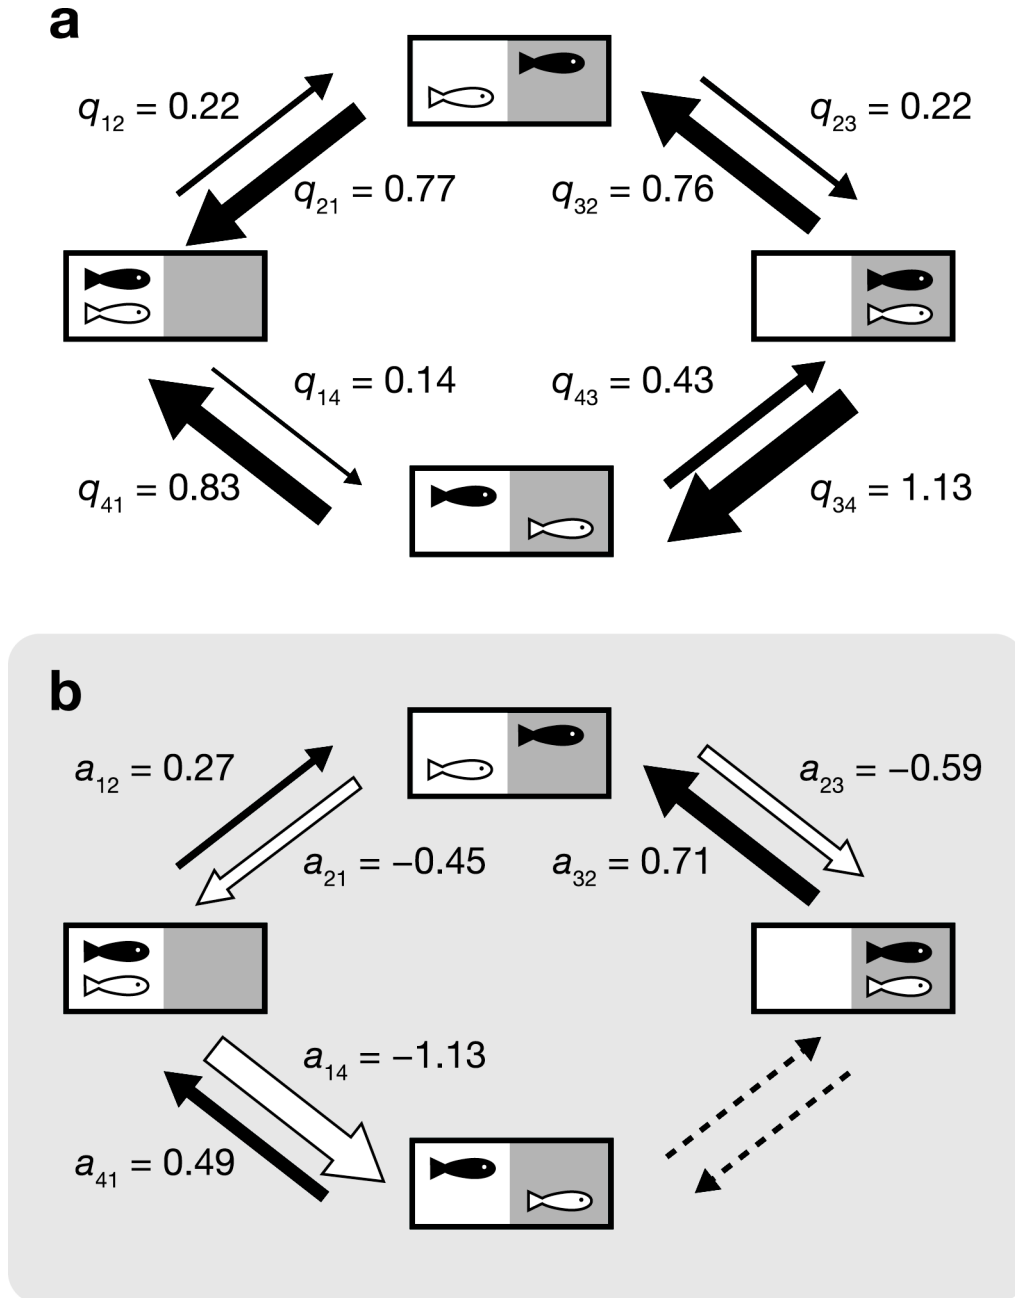 a
q12 = 0.22
q23 = 0.22
q21 = 0.77
q32 = 0.76
q14 = 0.14
q43 = 0.43
q41 = 0.83
q34 = 1.13
b
a12 = 0.27
a23 = −0.59
a21 = −0.45
a32 = 0.71
a14 = −1.13
a41 = 0.49